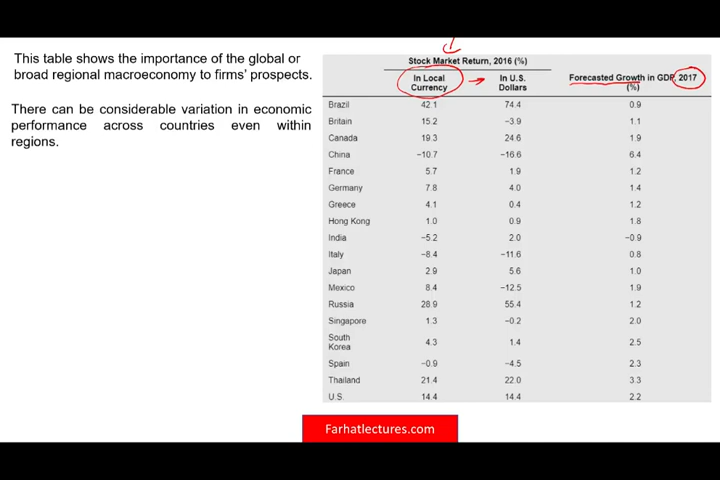 This table shows the importance of the global or
broad regional macroeconomy to firms' prospects.
There can be considerable variation in economic
performance across countries even within
regions.
Stock Market Return, 2016 (%)
In Local Currency In U.S. Dollars Forecasted Growth in GDP, 2017 (%)
Brazil 42.1 74.4 0.9
Britain 15.2 −3.9 1.1
Canada 19.3 24.6 1.9
China −10.7 −16.6 6.4
France 5.7 1.9 1.2
Germany 7.8 4.0 1.4
Greece 4.1 0.4 1.2
Hong Kong 1.0 0.9 1.8
India −5.2 2.0 −0.9
Italy −8.4 −11.6 0.8
Japan 2.9 5.6 1.0
Mexico 8.4 −12.5 1.9
Russia 28.9 55.4 1.2
Singapore 1.3 −0.2 2.0
South Korea 4.3 1.4 2.5
Spain −0.9 −4.5 2.3
Thailand 21.4 22.0 3.3
U.S. 14.4 14.4 2.2
Farhatlectures.com